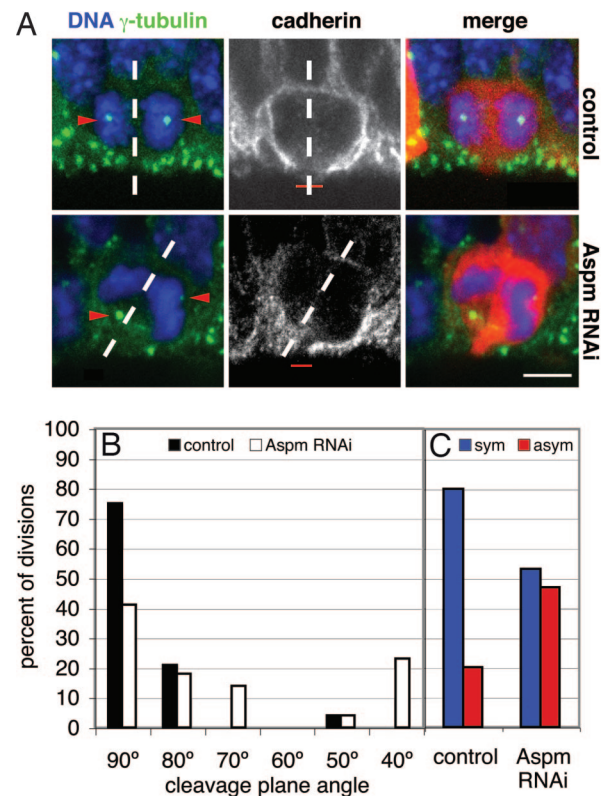 A
DNA γ-tubulin
cadherin
merge
control
Aspm RNAi
percent of divisions
100
90
80
70
60
50
40
30
20
10
0
B
control
Aspm RNAi
C
sym
asym
90º
80º
70º
60º
50º
40º
cleavage plane angle
control
Aspm
RNAi